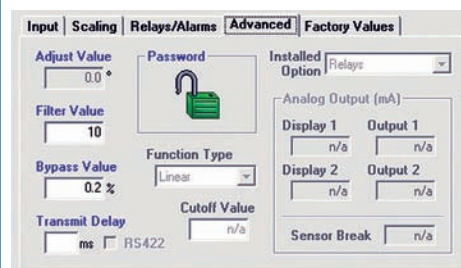 Input Scaling Relays/Alarms Advanced Factory Values
Adjust Value
0.0 °
Filter Value
10
Bypass Value
0.2 %
Transmit Delay
ms RS422
Password
Function Type
Linear
Cutoff Value
n/a
Installed Option Relays
Analog Output (mA)
Display 1 Output 1
n/a n/a
Display 2 Output 2
n/a n/a
Sensor Break n/a